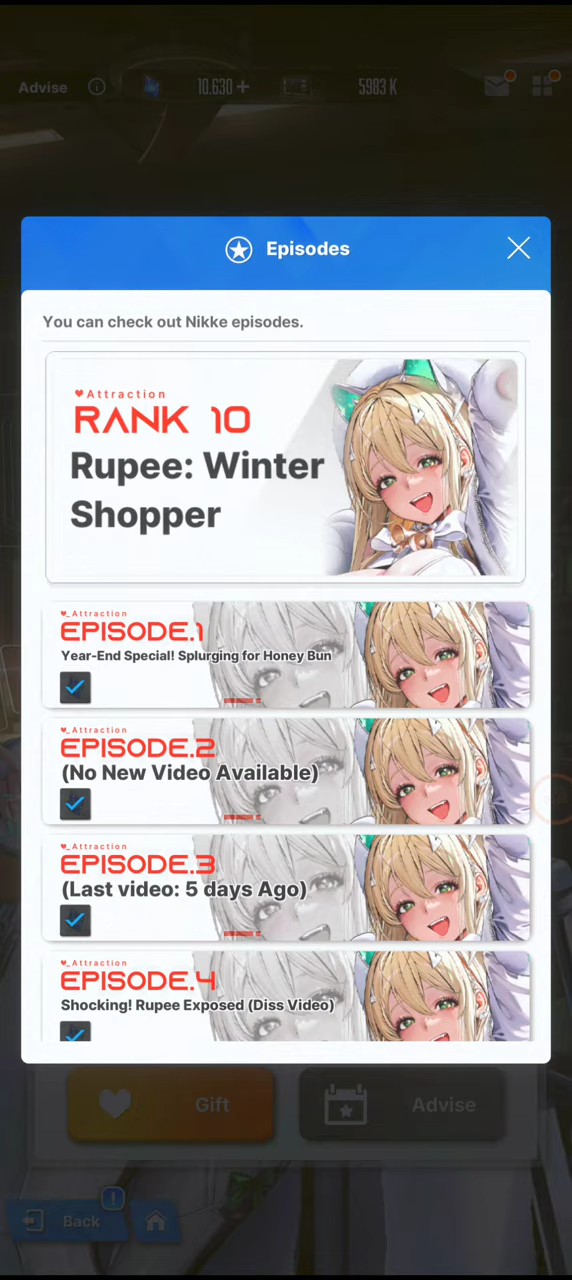 Advise
10.630 +
5983 K
Episodes
You can check out Nikke episodes.
Attraction
RANK 10
Rupee: Winter
Shopper
Attraction
EPISODE.1
Year-End Special! Splurging for Honey Bun
Attraction
EPISODE.2
(No New Video Available)
Attraction
EPISODE.3
(Last video: 5 days Ago)
Attraction
EPISODE.4
Shocking! Rupee Exposed (Diss Video)
Gift
Advise
Back